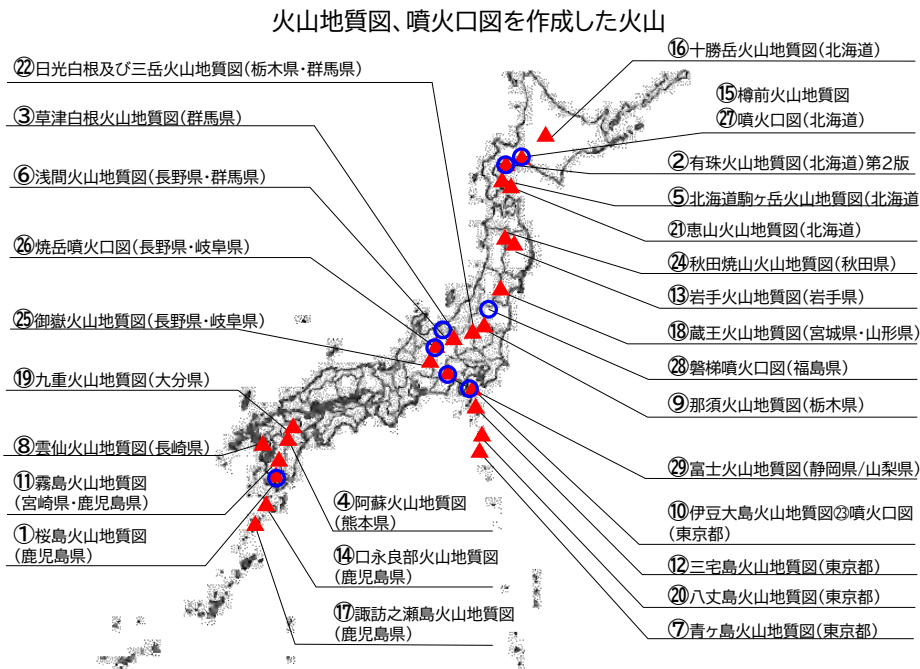 火山地質図、噴火口図を作成した火山
㉒日光白根及び三岳火山地質図(栃木県・群馬県)
③草津白根火山地質図(群馬県)
⑥浅間火山地質図(長野県・群馬県)
㉖焼岳噴火口図(長野県・岐阜県)
㉕御嶽火山地質図(長野県・岐阜県)
⑲九重火山地質図(大分県)
⑧雲仙火山地質図(長崎県)
⑪霧島火山地質図
(宮崎県・鹿児島県)
①桜島火山地質図
(鹿児島県)
④阿蘇火山地質図
(熊本県)
⑭口永良部火山地質図
(鹿児島県)
⑰諏訪之瀬島火山地質図
(鹿児島県)
⑯十勝岳火山地質図(北海道)
⑮樽前火山地質図
㉗噴火口図(北海道)
②有珠火山地質図(北海道)第2版
⑤北海道駒ヶ岳火山地質図(北海道
㉑恵山火山地質図(北海道)
㉔秋田焼山火山地質図(秋田県)
⑬岩手火山地質図(岩手県)
⑱蔵王火山地質図(宮城県・山形県)
㉘磐梯噴火口図(福島県)
⑨那須火山地質図(栃木県)
㉙富士火山地質図(静岡県/山梨県)
⑩伊豆大島火山地質図㉓噴火口図
(東京都)
⑫三宅島火山地質図(東京都)
⑳八丈島火山地質図(東京都)
⑦青ヶ島火山地質図(東京都)